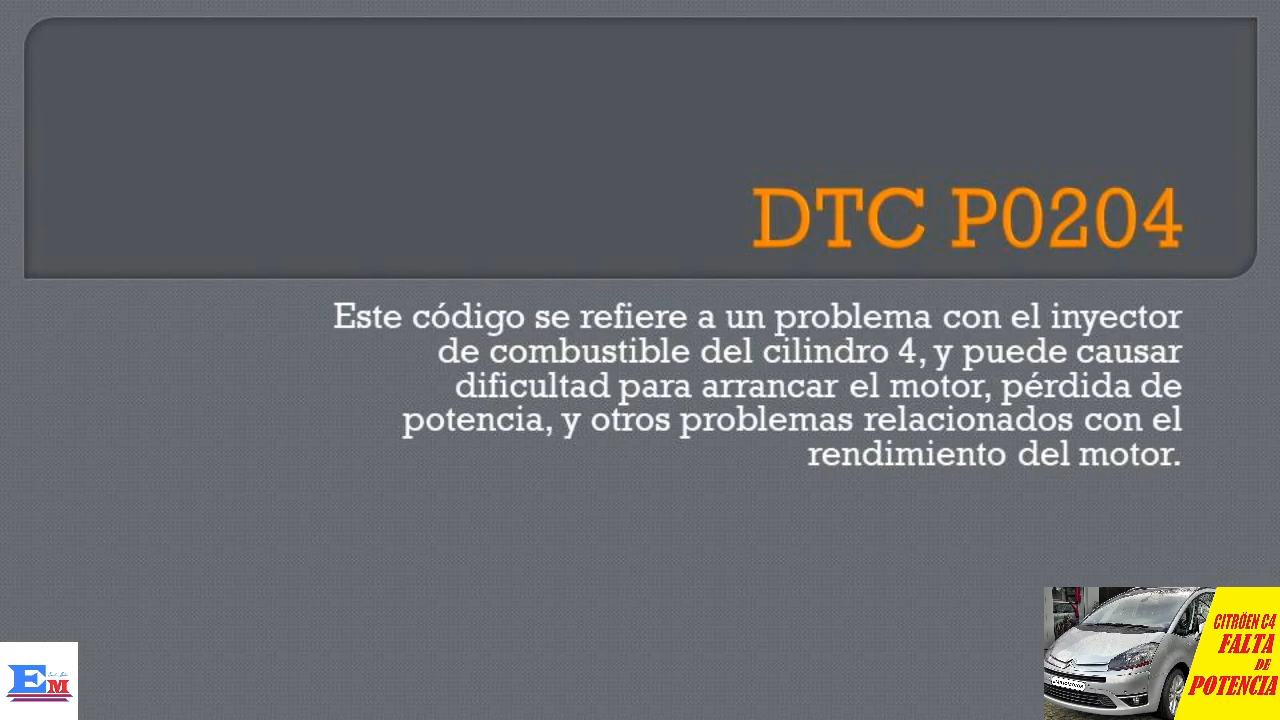 DTC P0204
Este código se refiere a un problema con el inyector
de combustible del cilindro 4, y puede causar
dificultad para arrancar el motor, pérdida de
potencia, y otros problemas relacionados con el
rendimiento del motor.
EM
CITRÖEN C4
FALTA
DE
POTENCIA